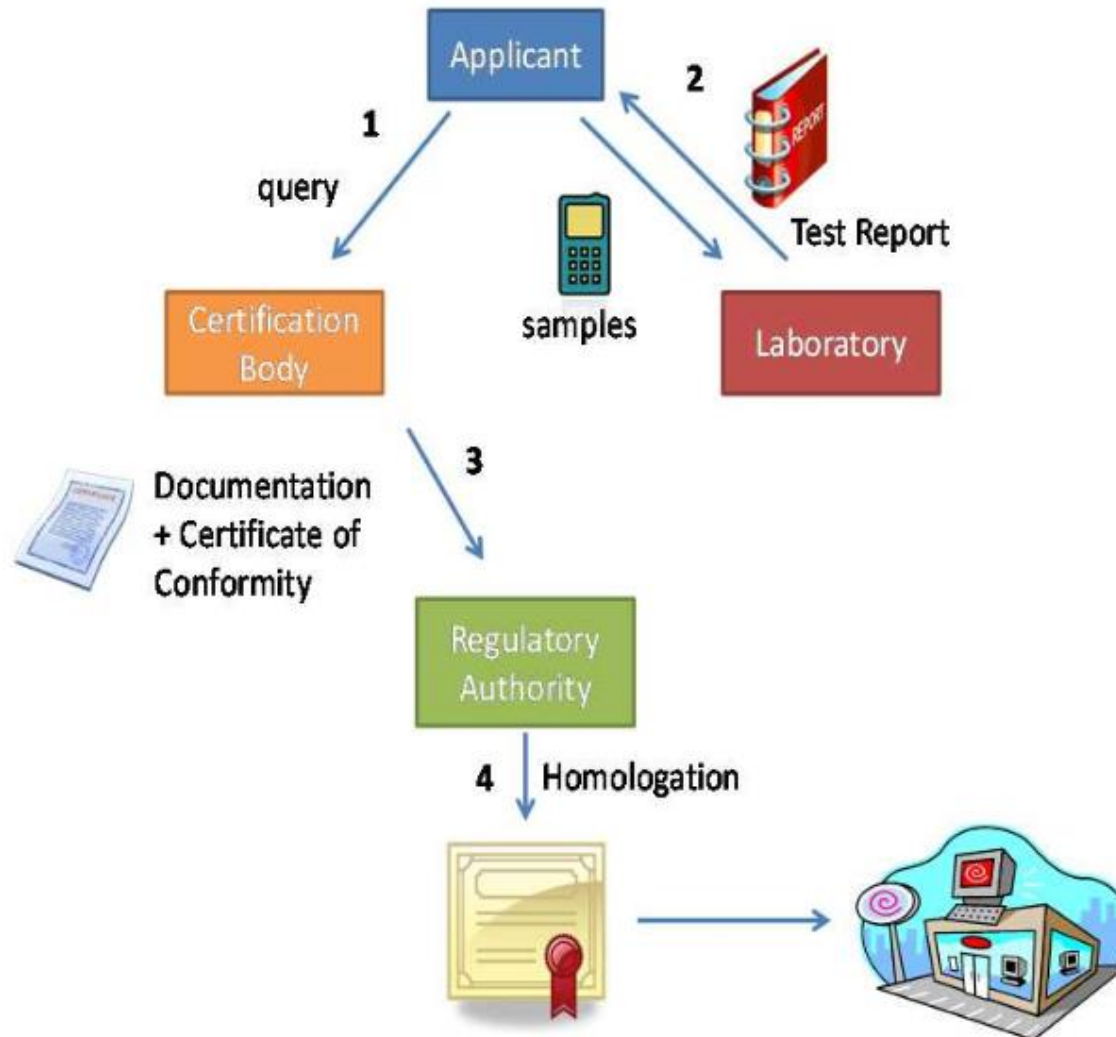 Applicant
1
2
REPORT
query
Test Report
samples
Certification
Body
Laboratory
3
Documentation
+ Certificate of
Conformity
Regulatory
Authority
4
Homologation